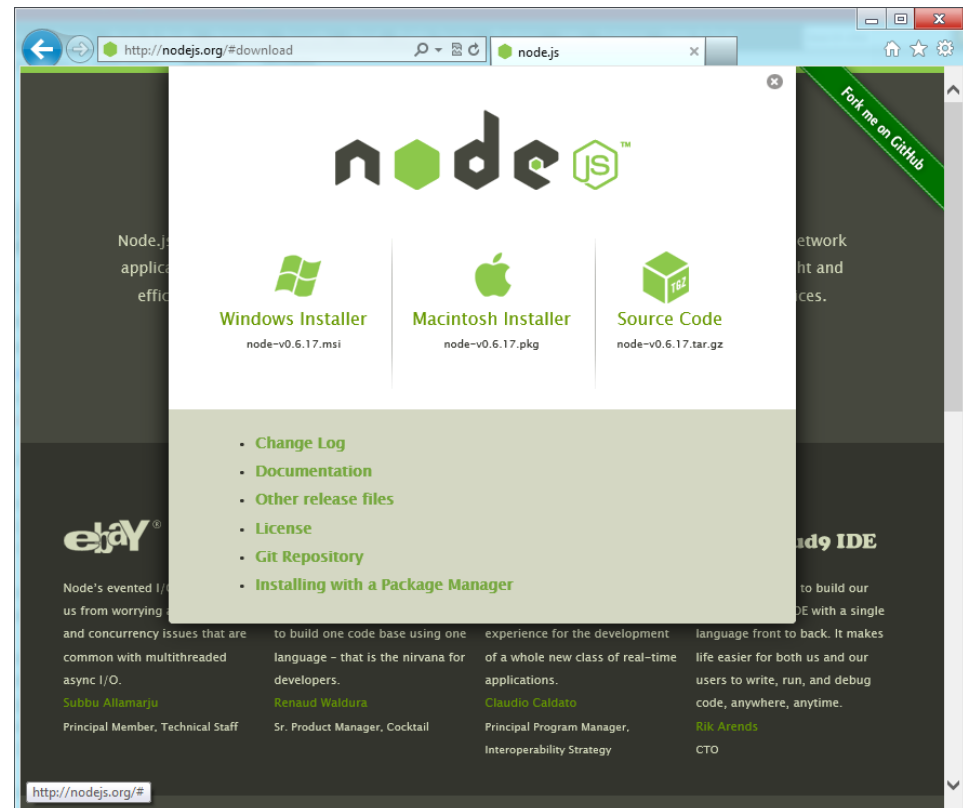 http://nodejs.org/#download
node.js
Fork me on GitHub
node JS™
Node.js
etwork
applica
ht and
effic
ices.
Windows Installer
node-v0.6.17.msi
Macintosh Installer
node-v0.6.17.pkg
TGZ
Source Code
node-v0.6.17.tar.gz
Change Log
Documentation
Other release files
License
Git Repository
Installing with a Package Manager
ebaY®
Node's evented I/O
us from worrying a
and concurrency issues that are
common with multithreaded
async I/O.
Subbu Allamarju
Principal Member, Technical Staff
to build one code base using one
language – that is the nirvana for
developers.
Renaud Waldura
Sr. Product Manager, Cocktail
experience for the development
of a whole new class of real-time
applications.
Claudio Caldato
Principal Program Manager,
Interoperability Strategy
ud9 IDE
to build our
DE with a single
language front to back. It makes
life easier for both us and our
users to write, run, and debug
code, anywhere, anytime.
Rik Arends
CTO
http://nodejs.org/#